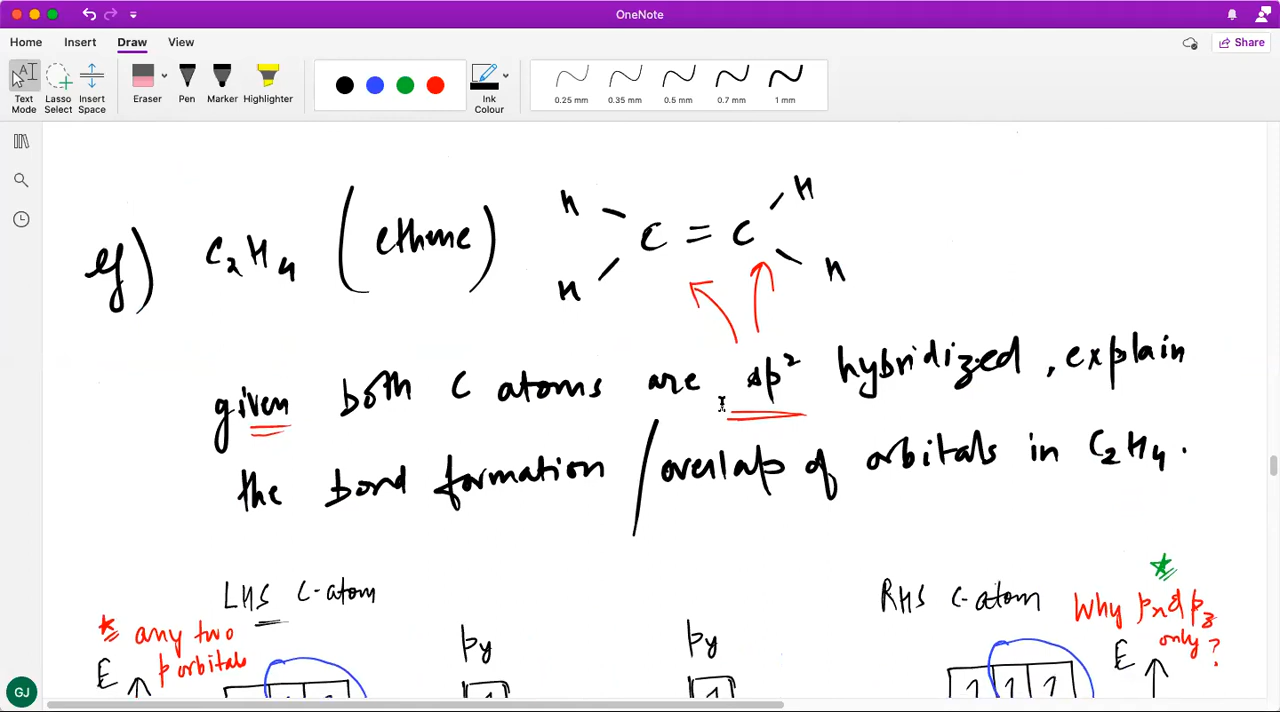 OneNote
Home Insert Draw View
Share
Text Mode
Lasso Select
Insert Space
Eraser
Pen
Marker
Highlighter
Ink Colour
0.25 mm
0.35 mm
0.5 mm
0.7 mm
1 mm
eg) C2H4 (ethene)
H H
C = C
H H
given both C atoms are sp² hybridized, explain
the bond formation / overlap of orbitals in C2H4.
LHS C-atom
RHS C-atom
* any two
p orbitals
Why px & pz
only?
E
py
py
E
1 1 1
GJ